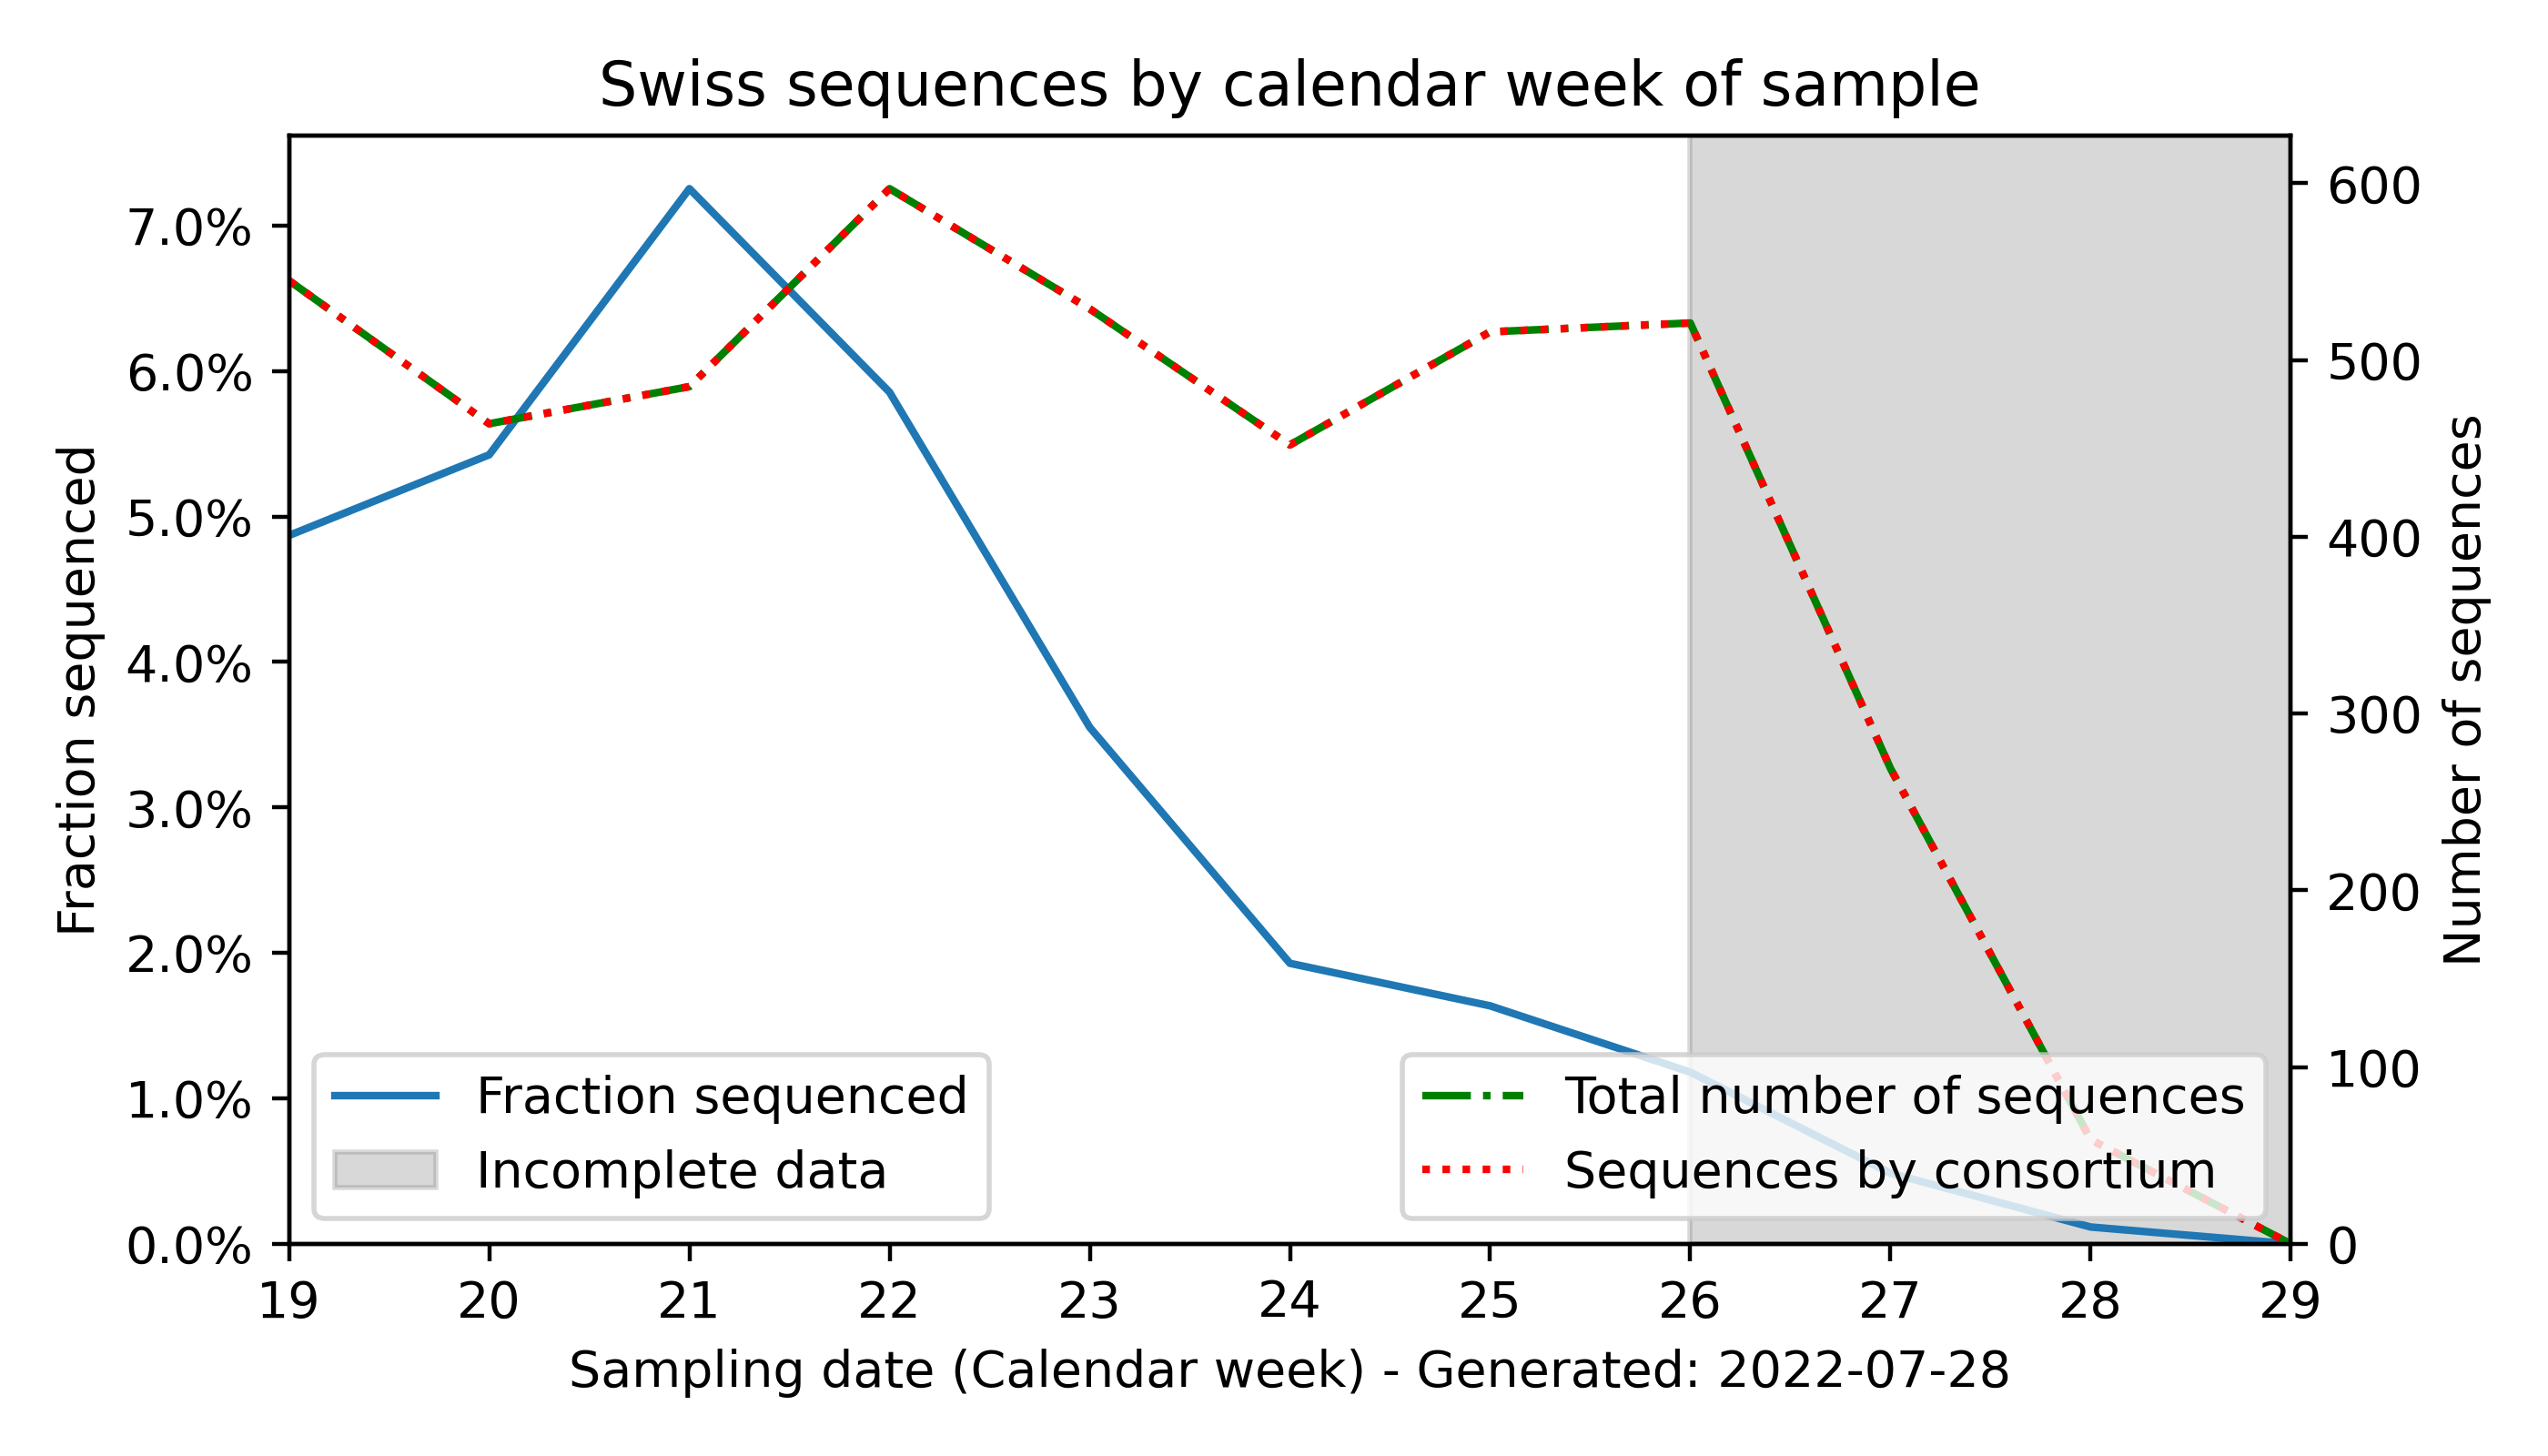 Swiss sequences by calendar week of sample
Fraction sequenced
7.0%
6.0%
5.0%
4.0%
3.0%
2.0%
1.0%
0.0%
600
500
400
300
200
100
0
Number of sequences
Fraction sequenced
Incomplete data
Total number of sequences
Sequences by consortium
19 20 21 22 23 24 25 26 27 28 29
Sampling date (Calendar week) - Generated: 2022-07-28